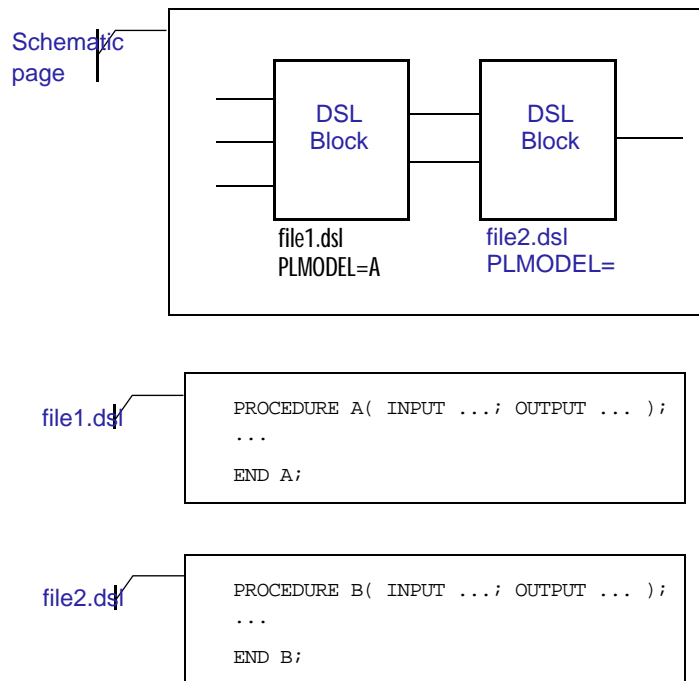 Schematic
page
DSL
Block
DSL
Block
file1.dsl
PLMODEL=A
file2.dsl
PLMODEL=
file1.dsl
PROCEDURE A( INPUT ...; OUTPUT ... );
...
END A;
file2.dsl
PROCEDURE B( INPUT ...; OUTPUT ... );
...
END B;